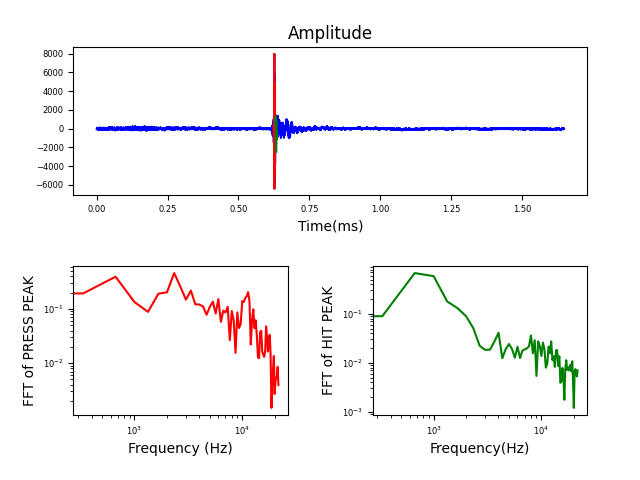 Amplitude
8000
6000
4000
2000
0
−2000
−4000
−6000
0.00 0.25 0.50 0.75 1.00 1.25 1.50
Time(ms)
FFT of PRESS PEAK
10⁻¹
10⁻²
10³ 10⁴
Frequency (Hz)
FFT of HIT PEAK
10⁻¹
10⁻²
10⁻³
10³ 10⁴
Frequency(Hz)